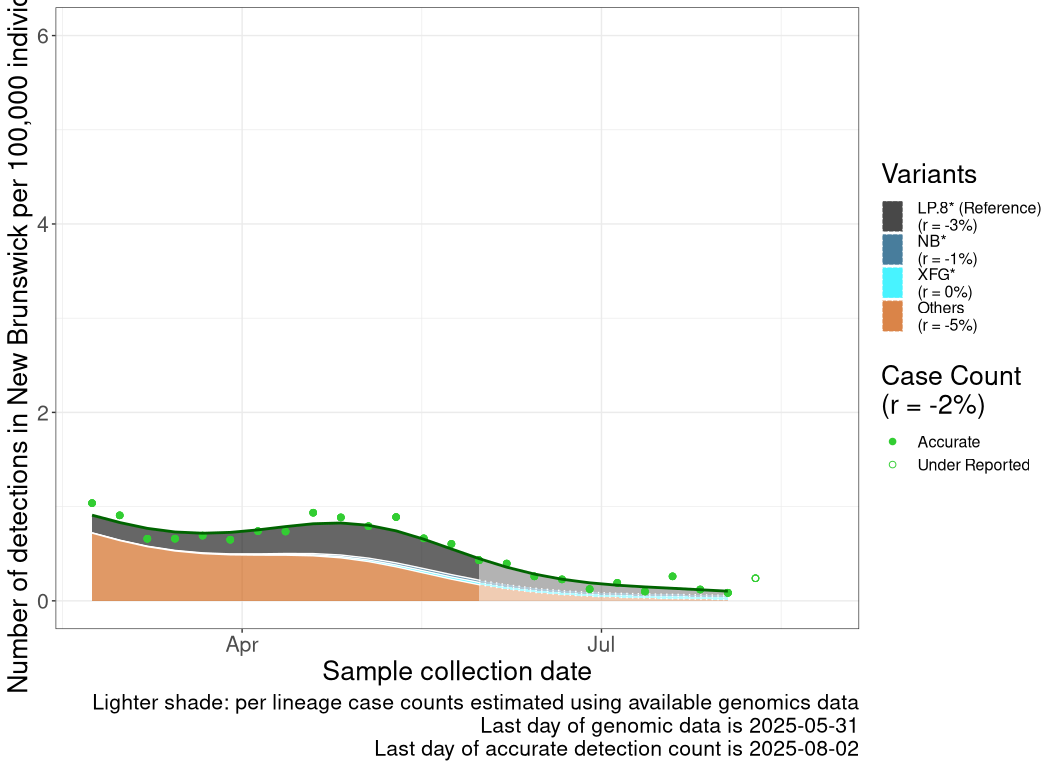 Number of detections in New Brunswick per 100,000
6
4
2
0
Apr
Jul
Sample collection date
Lighter shade: per lineage case counts estimated using available genomics data
Last day of genomic data is 2025-05-31
Last day of accurate detection count is 2025-08-02
Variants
LP.8* (Reference)
(r = -3%)
NB*
(r = -1%)
XFG*
(r = 0%)
Others
(r = -5%)
Case Count
(r = -2%)
Accurate
Under Reported